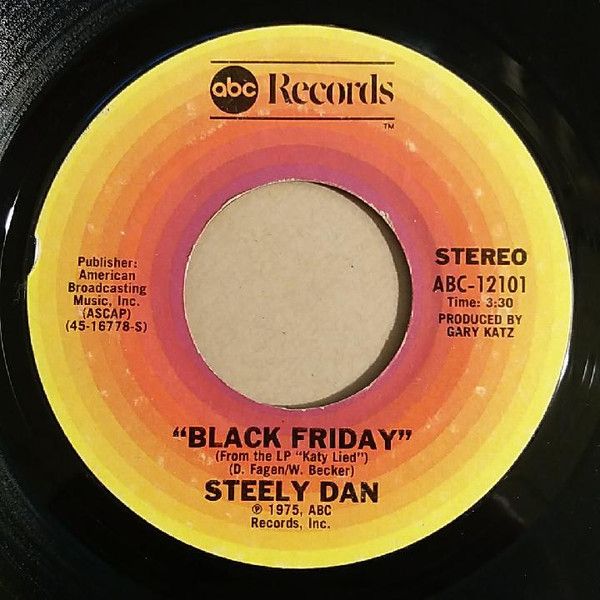 abc Records
TM
Publisher:
American
Broadcasting
Music, Inc.
(ASCAP)
(45-16778-S)
STEREO
ABC-12101
Time: 3:30
PRODUCED BY
GARY KATZ
"BLACK FRIDAY"
(From the LP "Katy Lied")
(D. Fagen/W. Becker)
STEELY DAN
℗ 1975, ABC
Records, Inc.